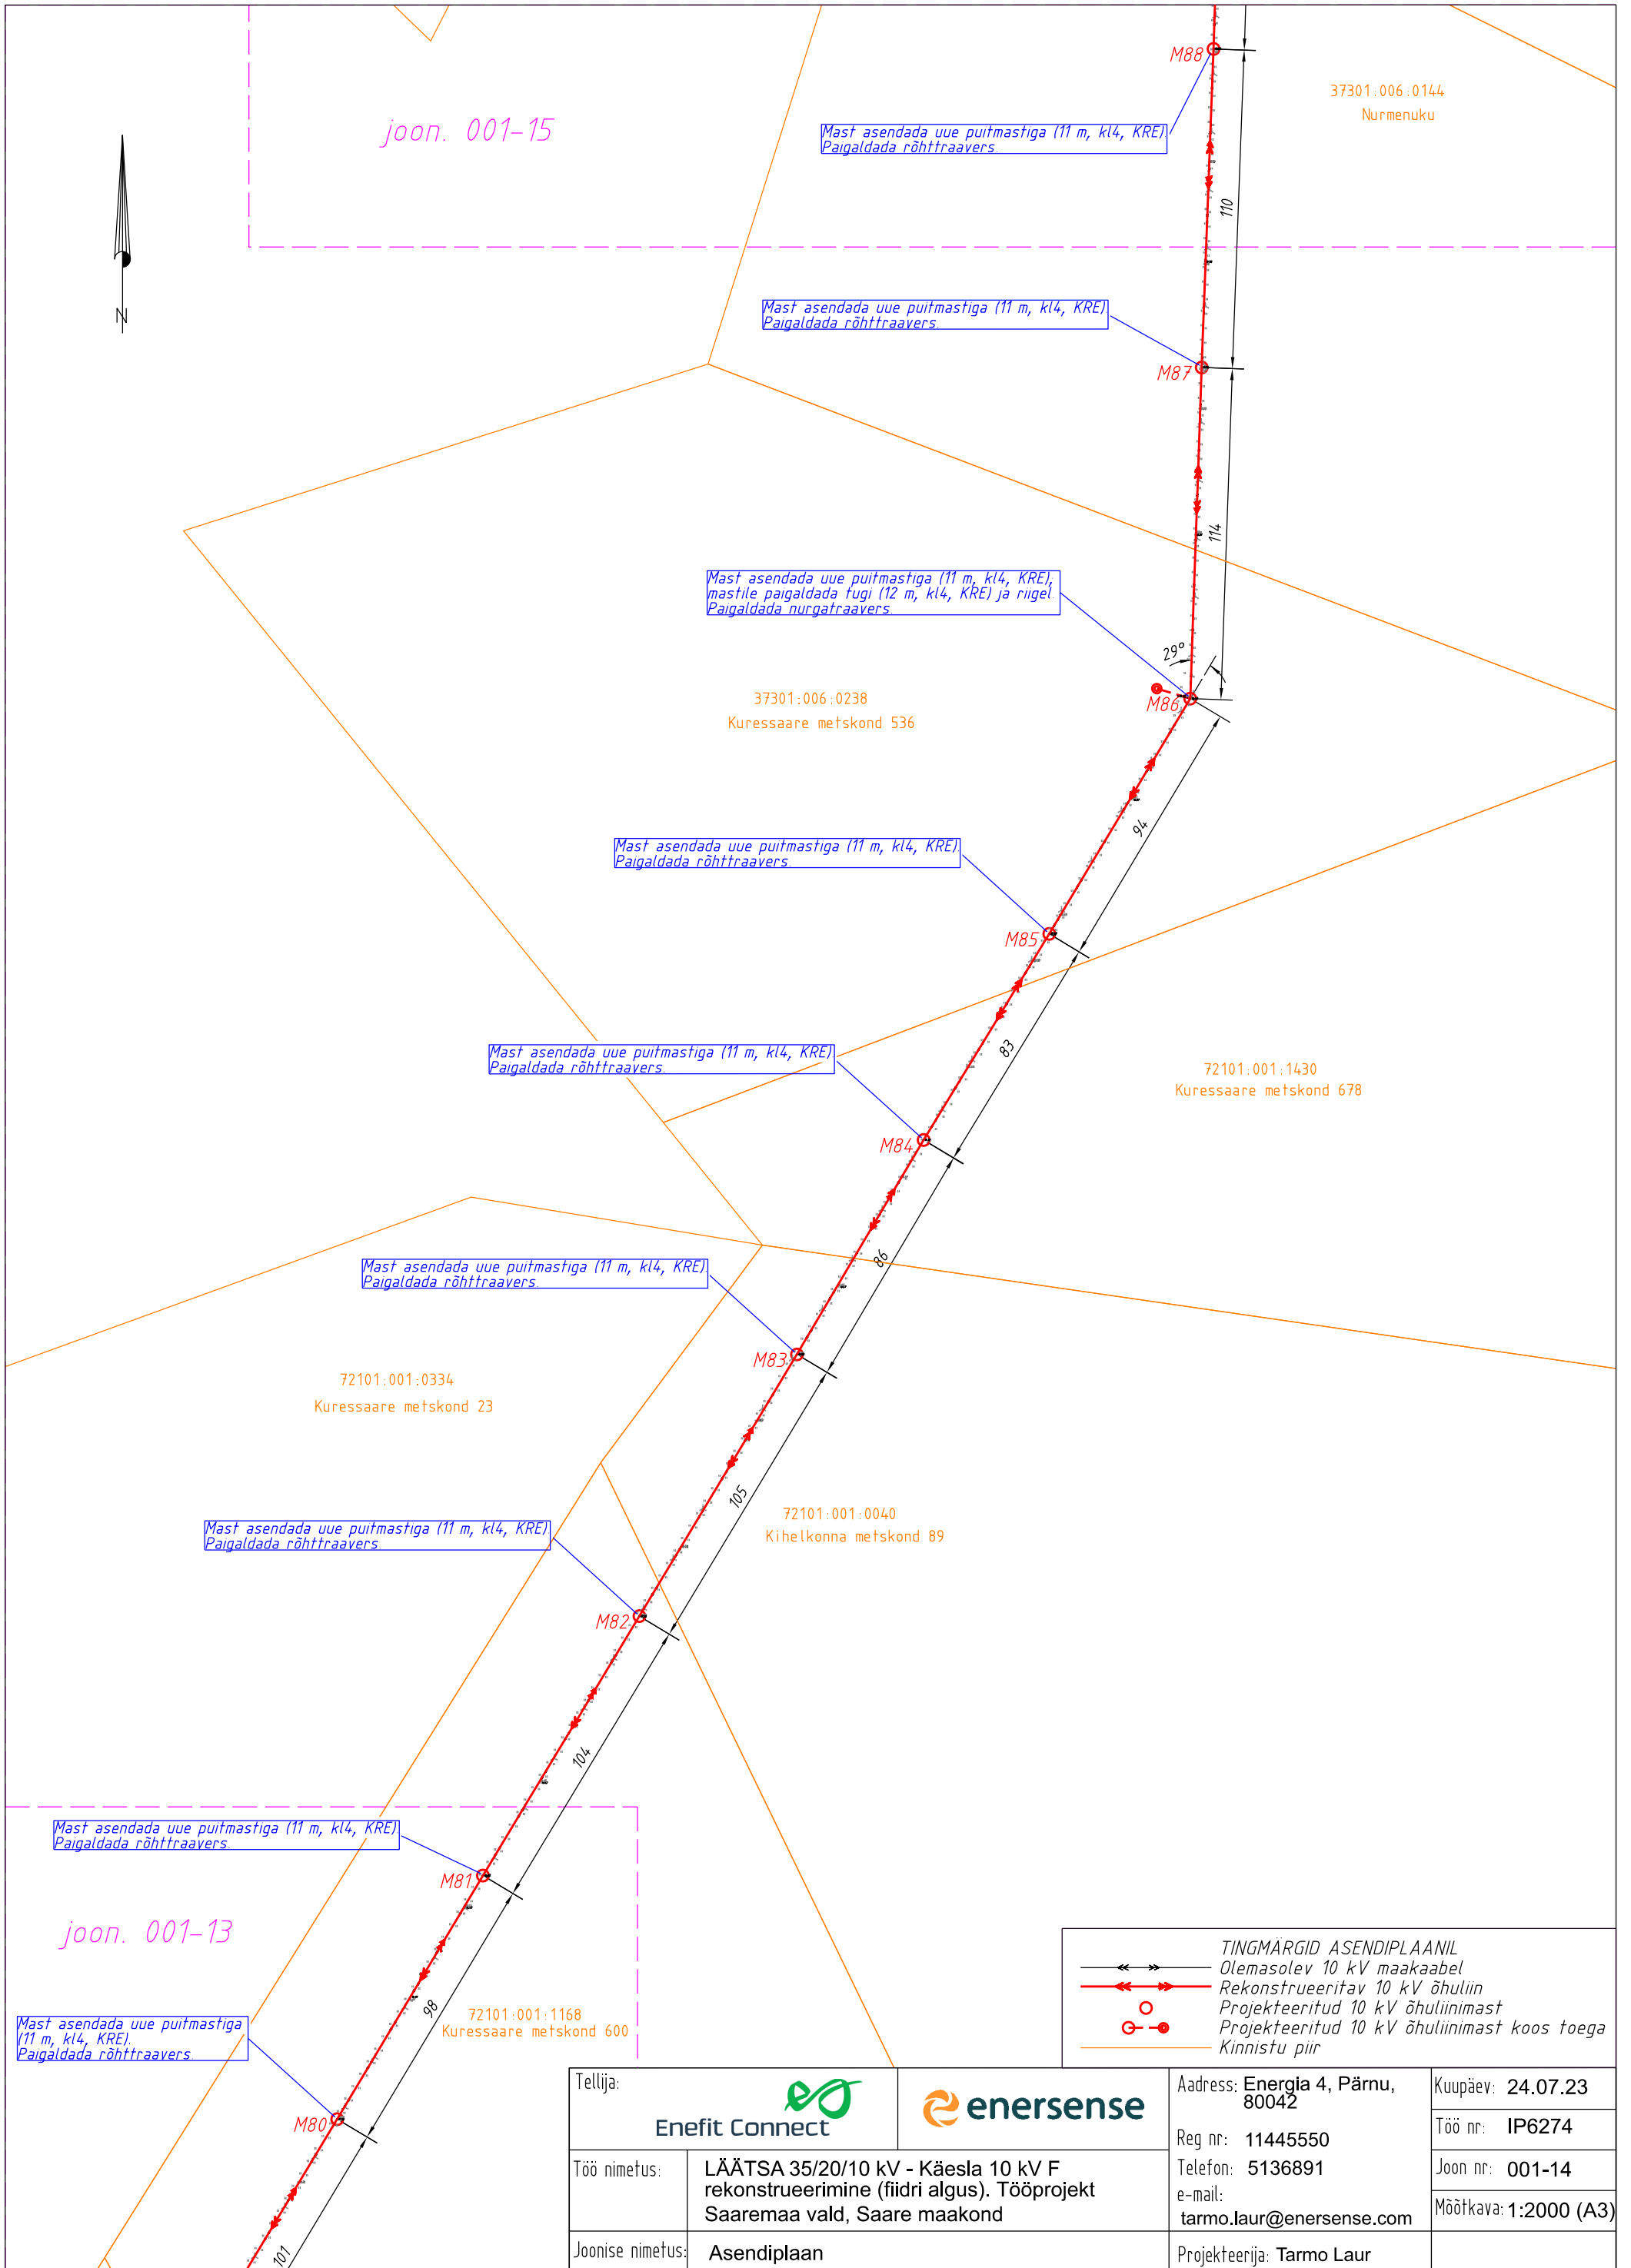 M88
37301:006:0144
Nurmenuku
joon. 001-15
Mast asendada uue puitmastiga (11 m, kl4, KRE).
Paigaldada rõhttraavers.
110
N
Mast asendada uue puitmastiga (11 m, kl4, KRE).
Paigaldada rõhttraavers.
M87
114
Mast asendada uue puitmastiga (11 m, kl4, KRE),
mastile paigaldada tugi (12 m, kl4, KRE) ja riigel.
Paigaldada nurgatraavers.
29°
37301:006:0238
Kuressaare metskond 536
M86
94
Mast asendada uue puitmastiga (11 m, kl4, KRE).
Paigaldada rõhttraavers.
M85
83
Mast asendada uue puitmastiga (11 m, kl4, KRE).
Paigaldada rõhttraavers.
72101:001:1430
Kuressaare metskond 678
M84
86
Mast asendada uue puitmastiga (11 m, kl4, KRE).
Paigaldada rõhttraavers.
M83
72101:001:0334
Kuressaare metskond 23
105
72101:001:0040
Kihelkonna metskond 89
Mast asendada uue puitmastiga (11 m, kl4, KRE).
Paigaldada rõhttraavers.
M82
104
Mast asendada uue puitmastiga (11 m, kl4, KRE).
Paigaldada rõhttraavers.
M81
joon. 001-13
98
72101:001:1168
Kuressaare metskond 600
Mast asendada uue puitmastiga
(11 m, kl4, KRE).
Paigaldada rõhttraavers.
M80
101
TINGMÄRGID ASENDIPLAANIL
Olemasolev 10 kV maakaabel
Rekonstrueeritav 10 kV õhuliin
Projekteeritud 10 kV õhuliinimast
Projekteeritud 10 kV õhuliinimast koos toega
Kinnistu piir
Tellija:
Enefit Connect
enersense
Aadress: Energia 4, Pärnu,
80042
Reg nr: 11445550
Telefon: 5136891
e-mail:
tarmo.laur@enersense.com
Kuupäev: 24.07.23
Töö nr: IP6274
Joon nr: 001-14
Mõõtkava: 1:2000 (A3)
Töö nimetus:
LÄÄTSA 35/20/10 kV - Käesla 10 kV F
rekonstrueerimine (fiidri algus). Tööprojekt
Saaremaa vald, Saare maakond
Joonise nimetus: Asendiplaan
Projekteerija: Tarmo Laur